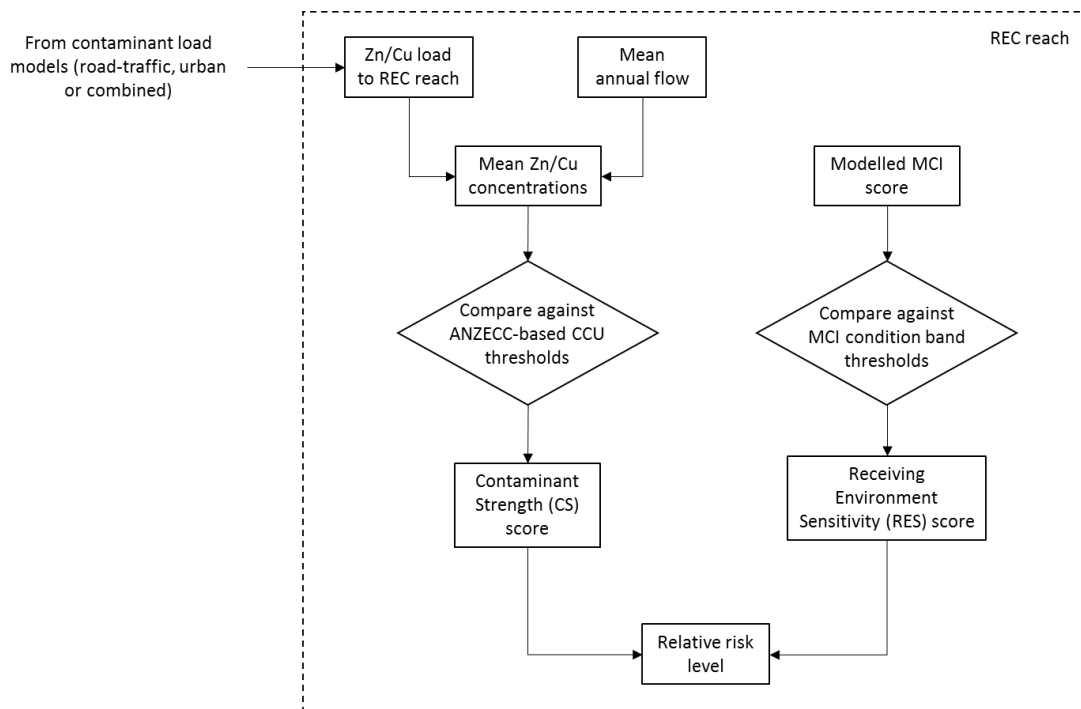 REC reach
From contaminant load
models (road-traffic, urban
or combined)
Zn/Cu load
to REC reach
Mean
annual flow
Mean Zn/Cu
concentrations
Modelled MCI
score
Compare against
ANZECC-based CCU
thresholds
Compare against
MCI condition band
thresholds
Contaminant
Strength (CS)
score
Receiving
Environment
Sensitivity (RES) score
Relative risk
level